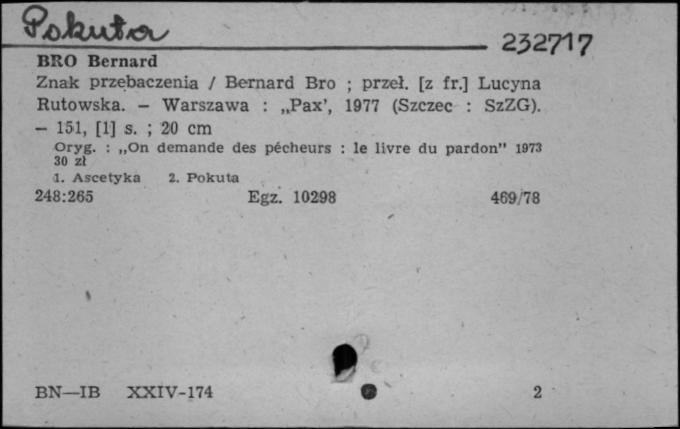 Pokuta
232717
BRO Bernard
Znak przebaczenia / Bernard Bro ; przeł. [z fr.] Lucyna
Rutowska. — Warszawa : „Pax’, 1977 (Szczec : SzZG).
— 151, [1] s. ; 20 cm
Oryg. : „On demande des pécheurs : le livre du pardon” 1973
30 zł
1. Ascetyka 2. Pokuta
248:265 Egz. 10298 469/78
BN—IB XXIV-174 2